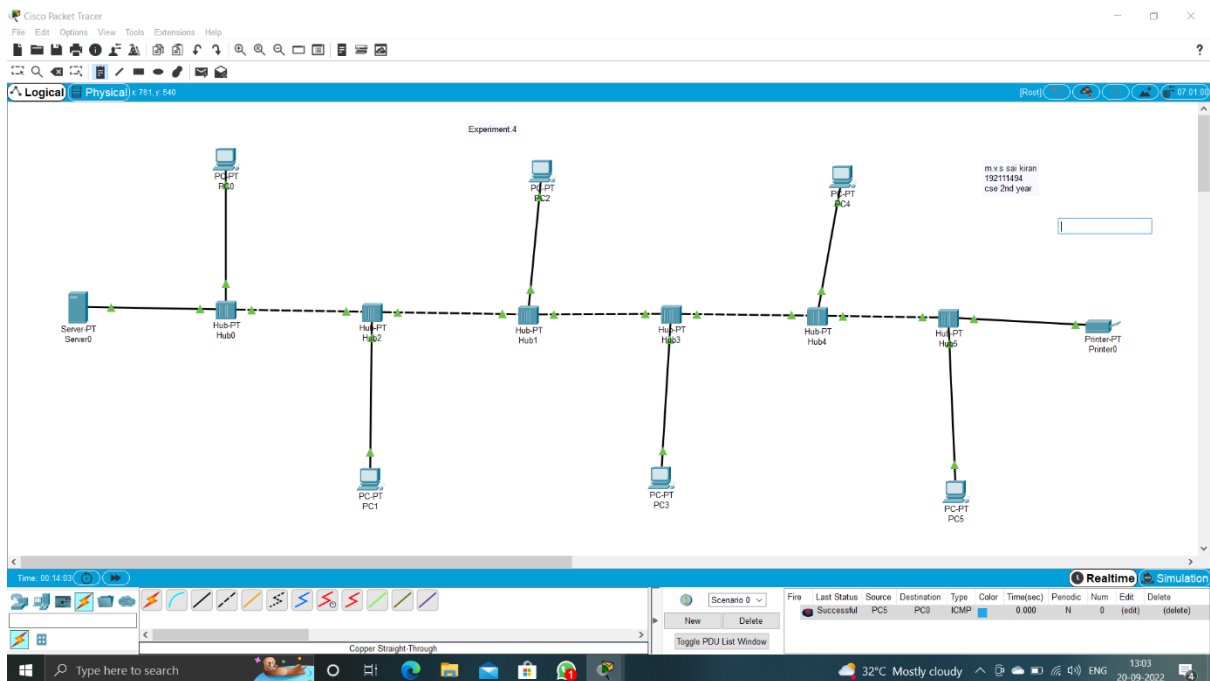 Cisco Packet Tracer
File Edit Options View Tools Extensions Help
?
Logical Physical x: 761, y: 540 [Root] 07:01:00
Experiment.4
m.v.s sai kiran
192111494
cse 2nd year
PC-PT
PC0
PC-PT
PC2
PC-PT
PC4
Server-PT
Server0
Hub-PT
Hub0
Hub-PT
Hub2
Hub-PT
Hub1
Hub-PT
Hub3
Hub-PT
Hub4
Hub-PT
Hub5
Printer-PT
Printer0
PC-PT
PC1
PC-PT
PC3
PC-PT
PC5
Time: 00:14:03 Realtime Simulation
Scenario 0
New Delete
Toggle PDU List Window
Fire Last Status Source Destination Type Color Time(sec) Periodic Num Edit Delete
Successful PC5 PC0 ICMP 0.000 N 0 (edit) (delete)
Copper Straight-Through
Type here to search
1
32°C Mostly cloudy ENG
13:03
20-09-2022
4